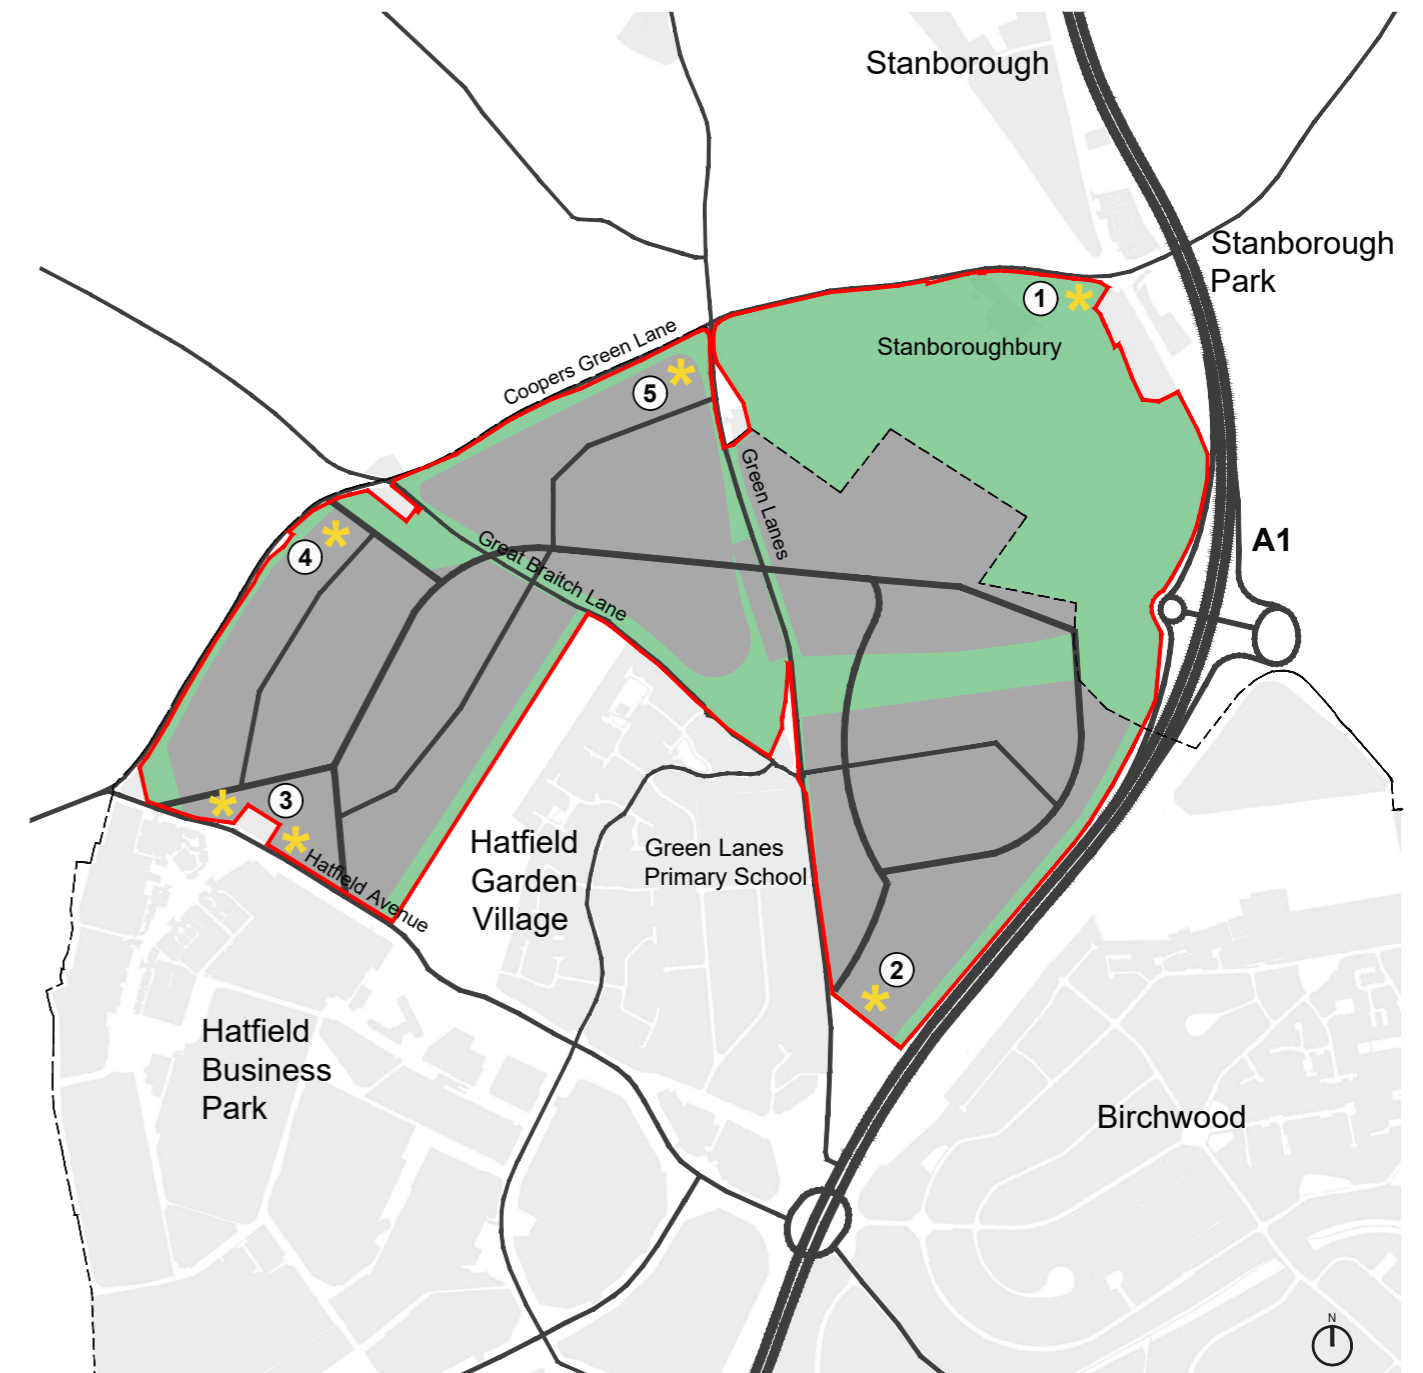 Stanborough
Stanborough
Park
1
Stanboroughbury
Coopers Green Lane
5
Green Lanes
A1
4
Great Braitch Lane
3
Hatfield
Garden
Village
Green Lanes
Primary School
Hatfield Avenue
2
Hatfield
Business
Park
Birchwood
N